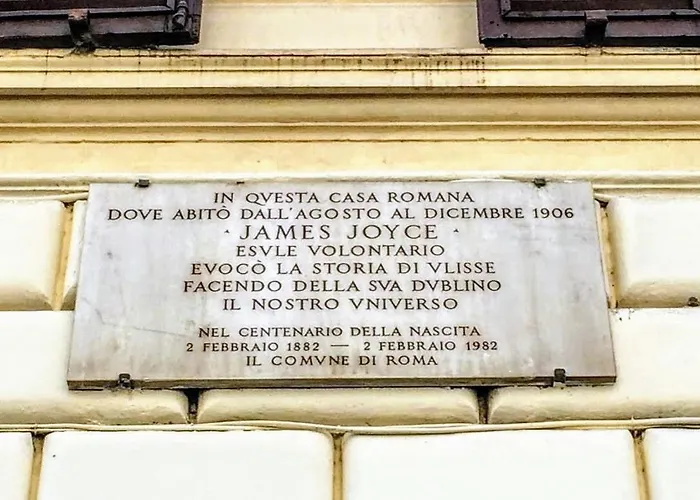 IN QVESTA CASA ROMANA
DOVE ABITÒ DALL'AGOSTO AL DICEMBRE 1906
· JAMES JOYCE ·
ESVLE VOLONTARIO
EVOCÒ LA STORIA DI VLISSE
FACENDO DELLA SVA DVBLINO
IL NOSTRO VNIVERSO
NEL CENTENARIO DELLA NASCITA
2 FEBBRAIO 1882 — 2 FEBBRAIO 1982
IL COMVNE DI ROMA